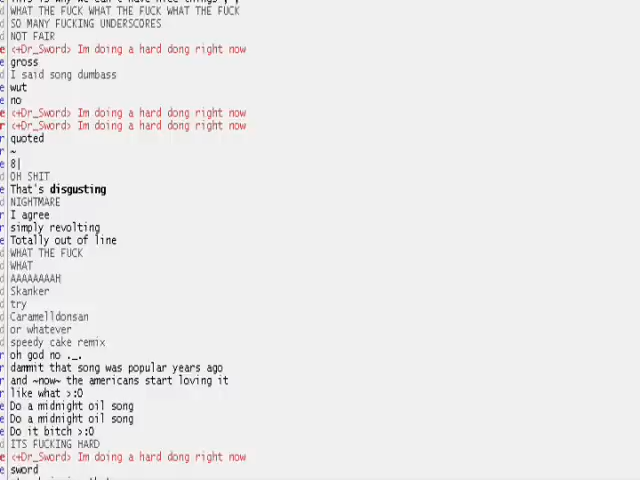 WHAT THE FUCK WHAT THE FUCK WHAT THE FUCK
SO MANY FUCKING UNDERSCORES
NOT FAIR
<+Dr_Sword> Im doing a hard dong right now
gross
I said song dumbass
wut
no
<+Dr_Sword> Im doing a hard dong right now
<+Dr_Sword> Im doing a hard dong right now
quoted
~
8|
OH SHIT
That's disgusting
NIGHTMARE
I agree
simply revolting
Totally out of line
WHAT THE FUCK
WHAT
AAAAAAAAH
Skanker
try
Caramelldonsan
or whatever
speedy cake remix
oh god no ._.
dammit that song was popular years ago
and ~now~ the americans start loving it
like what >:O
Do a midnight oil song
Do a midnight oil song
Do it bitch >:O
ITS FUCKING HARD
<+Dr_Sword> Im doing a hard dong right now
sword